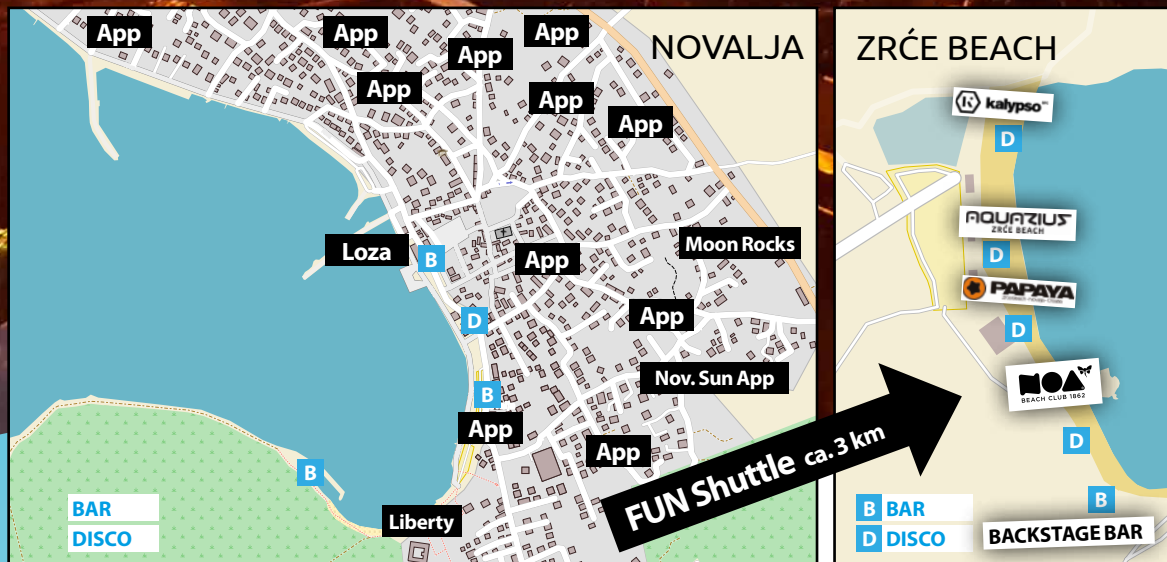 App
App
App
App
NOVALJA
App
App
App
Loza
B
App
Moon Rocks
D
App
Nov. Sun App
B
App
App
B
BAR
DISCO
Liberty
FUN Shuttle ca. 3 km
ZRĆE BEACH
kalypso
D
AQUARIUS
ZRĆE BEACH
D
PAPAYA
D
NOA
BEACH CLUB 1862
D
B
B BAR
D DISCO
BACKSTAGE BAR